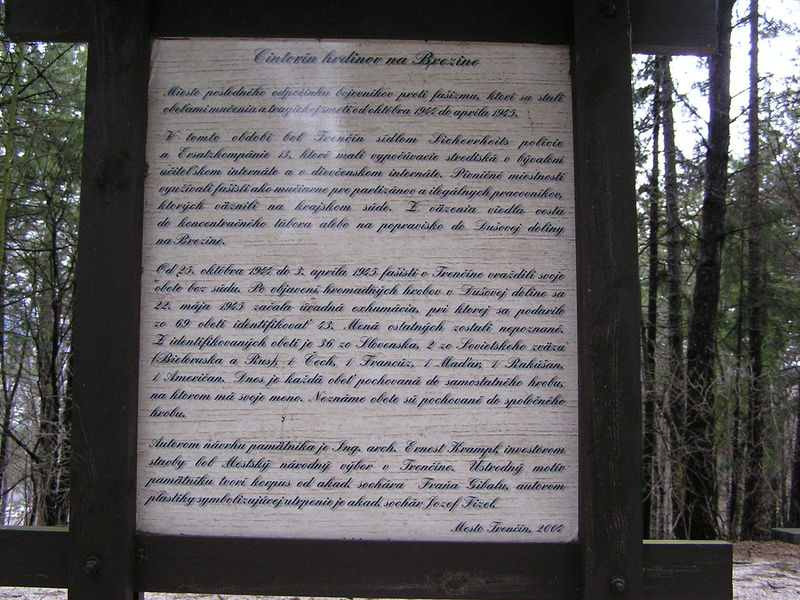 Cintorín hrdinov na Brezine
Miesto posledného odpočinku bojovníkov proti fašizmu, ktorí sa stali
obeťami mučenia a tragickej smrti od októbra 1944 do apríla 1945.
V tomto období bol Trenčín sídlom Sicherrheits polície
a Ersatzkompánie 13, ktoré mali vypočúvacie strediská v bývalom
učiteľskom internáte a v dievčenskom internáte. Pivničné miestnosti
využívali fašisti ako mučiarne pre partizánov a ilegálnych pracovníkov,
ktorých väznili na krajskom súde. Z väzenia viedla cesta
do koncentračného tábora alebo na popravisko do Dušovej doliny
na Brezine.
Od 25. októbra 1944 do 3. apríla 1945 fašisti v Trenčíne vraždili svoje
obete bez súdu. Po objavení hromadných hrobov v Dušovej doline sa
22. mája 1945 začala úradná exhumácia, pri ktorej sa podarilo
zo 69 obetí identifikovať 43. Mená ostatných zostali nepoznané.
Z identifikovaných obetí je 36 zo Slovenska, 2 zo Sovietskeho zväzu
(Bieloruska a Rus), 1 Čech, 1 Francúz, 1 Maďar, 1 Rakúšan,
1 Američan. Dnes je každá obeť pochovaná do samostatného hrobu,
na ktorom má svoje meno. Neznáme obete sú pochované do spoločného
hrobu.
Autorom návrhu pamätníka je Ing. arch. Ernest Krampl, investorom
stavby bol Mestský národný výbor v Trenčíne. Ústredný motív
pamätníku tvorí korpus od akad. sochára Fraňa Gibalu, autorom
plastiky symbolizujúcej utrpenie je akad. sochár Jozef Fizel.
Mesto Trenčín, 2004